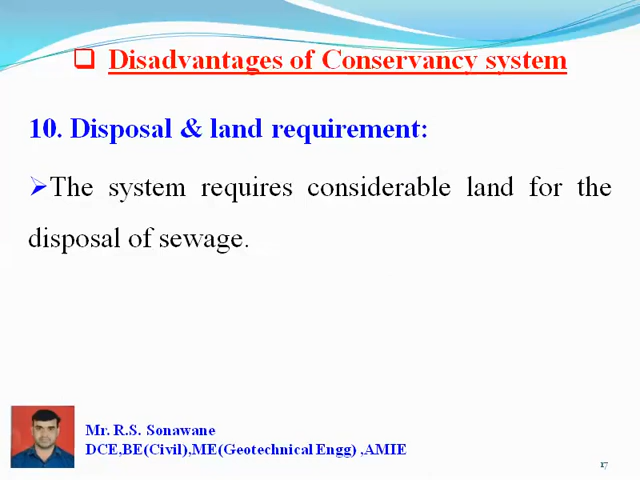 Disadvantages of Conservancy system
10. Disposal & land requirement:
The system requires considerable land for the
disposal of sewage.
Mr. R.S. Sonawane
DCE,BE(Civil),ME(Geotechnical Engg) ,AMIE
17